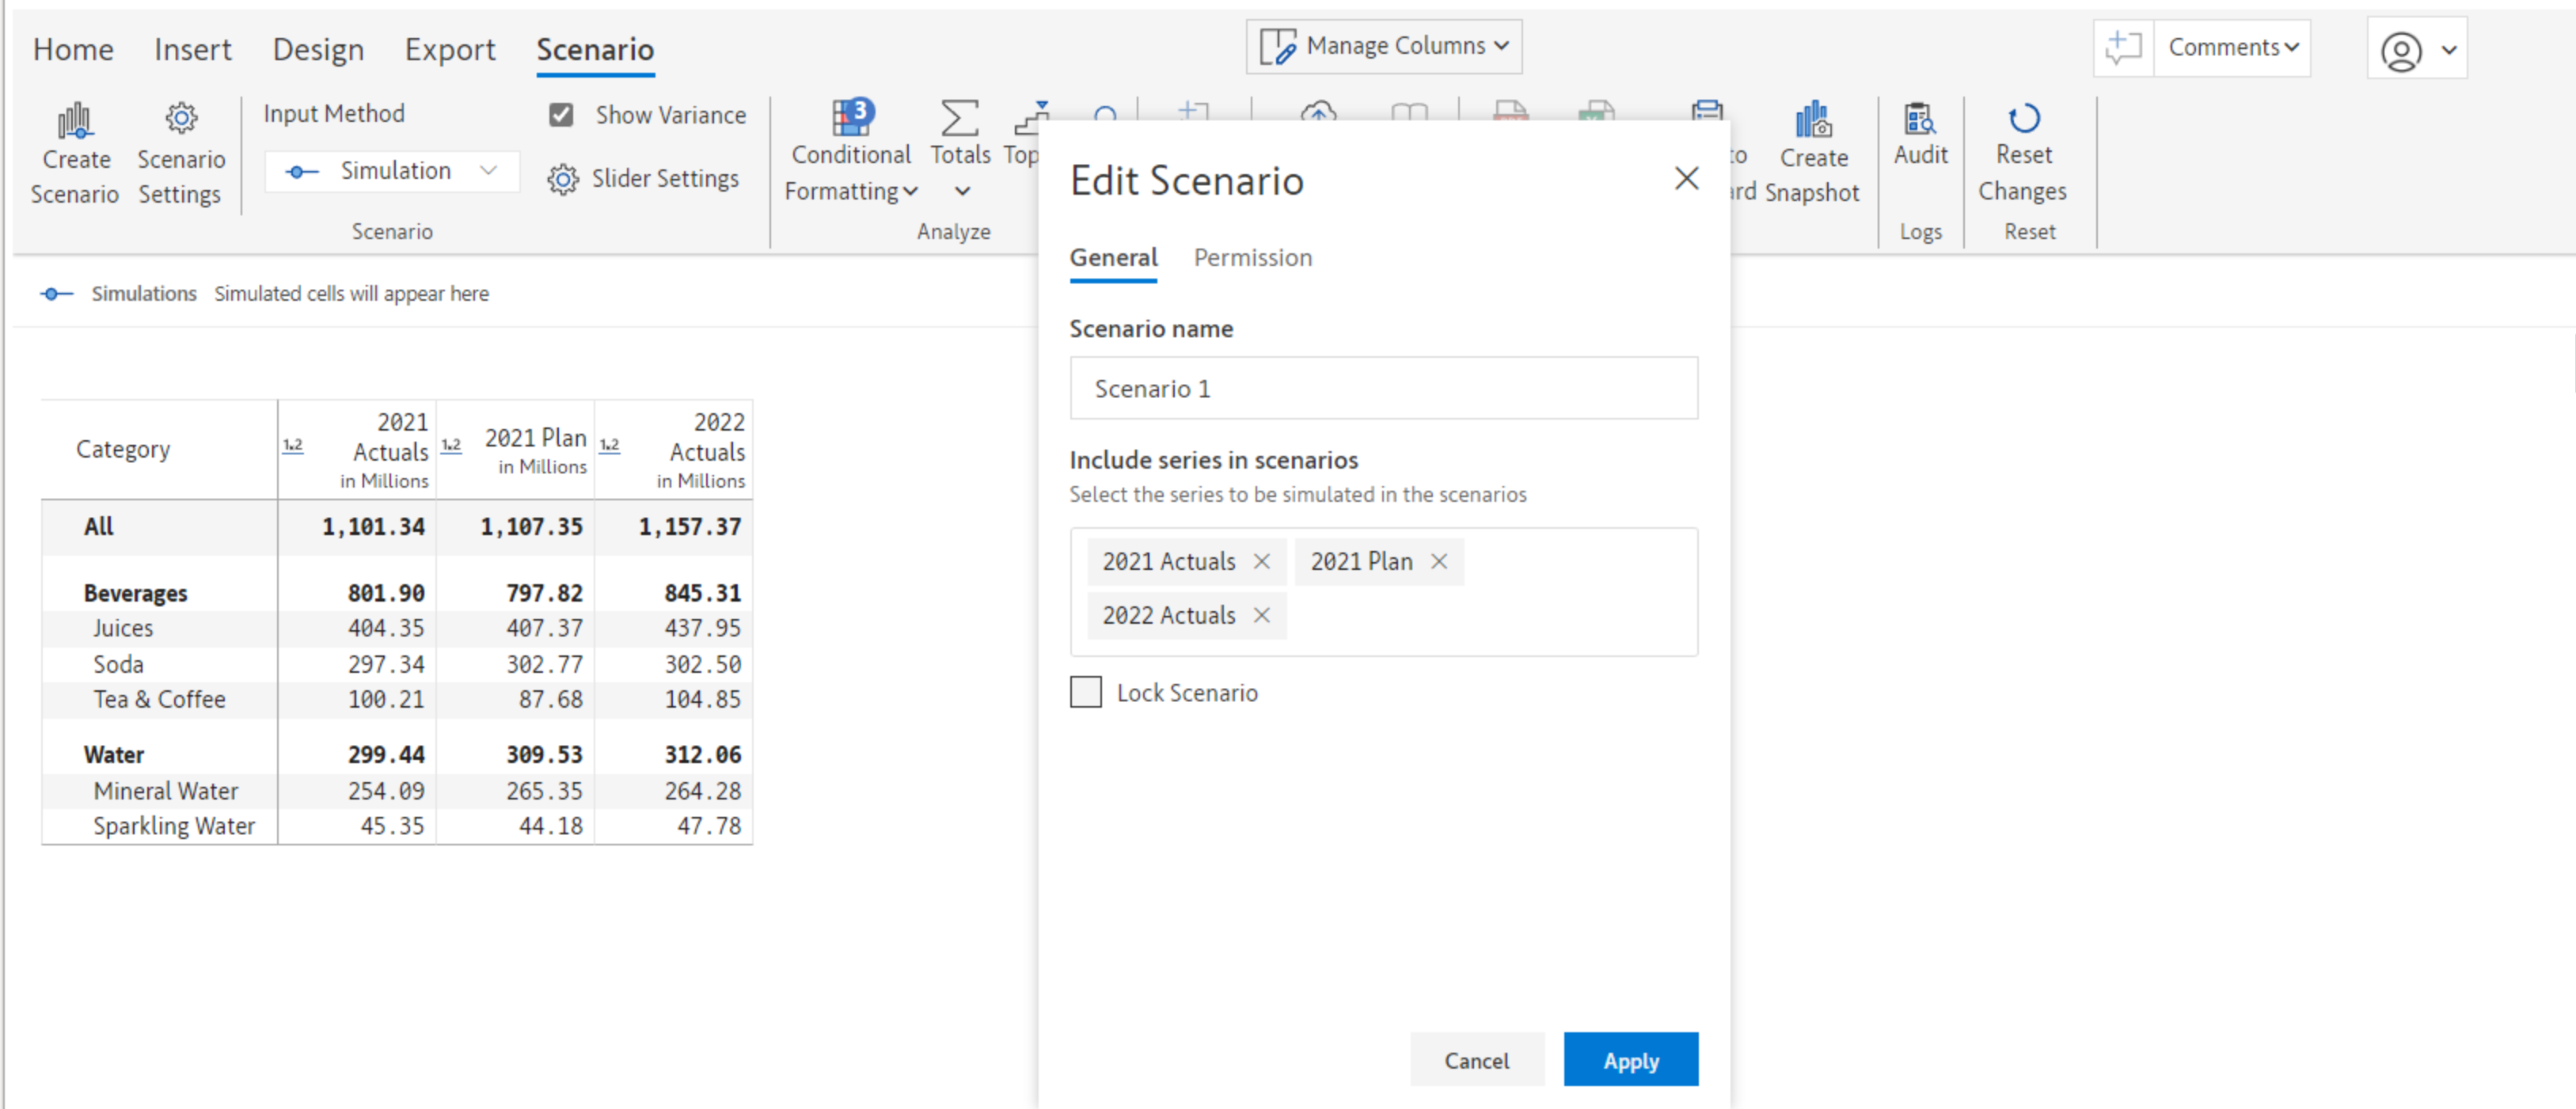 Home Insert Design Export Scenario Manage Columns Comments
Create Scenario
Scenario Settings
Input Method
Simulation
Show Variance
Slider Settings
Scenario
3
Conditional Formatting
Totals
Analyze
Create Snapshot
Audit
Logs
Reset Changes
Reset
Simulations Simulated cells will appear here
Category 2021 Actuals in Millions 2021 Plan in Millions 2022 Actuals in Millions
1.2 1.2 1.2
All 1,101.34 1,107.35 1,157.37
Beverages 801.90 797.82 845.31
Juices 404.35 407.37 437.95
Soda 297.34 302.77 302.50
Tea & Coffee 100.21 87.68 104.85
Water 299.44 309.53 312.06
Mineral Water 254.09 265.35 264.28
Sparkling Water 45.35 44.18 47.78
Edit Scenario
General Permission
Scenario name
Scenario 1
Include series in scenarios
Select the series to be simulated in the scenarios
2021 Actuals 2021 Plan
2022 Actuals
Lock Scenario
Cancel Apply